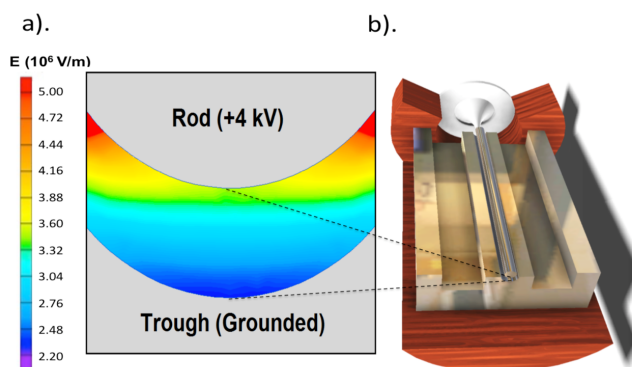 a).
b).
E (10⁶ V/m)
5.00
4.72
4.44
4.16
3.88
3.60
3.32
3.04
2.76
2.48
2.20
Rod (+4 kV)
Trough (Grounded)